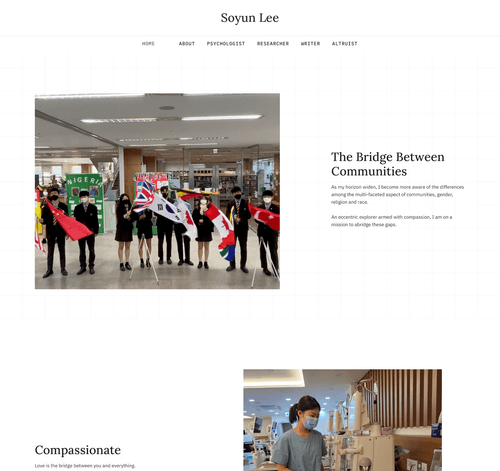 Soyun Lee
HOME ABOUT PSYCHOLOGIST RESEARCHER WRITER ALTRUIST
NIGERI
The Bridge Between
Communities
As my horizon widen, I become more aware of the differences
among the multi-faceted aspect of communities, gender,
religion and race.
An eccentric explorer armed with compassion, I am on a
mission to abridge these gaps.
Compassionate
Love is the bridge between you and everything.